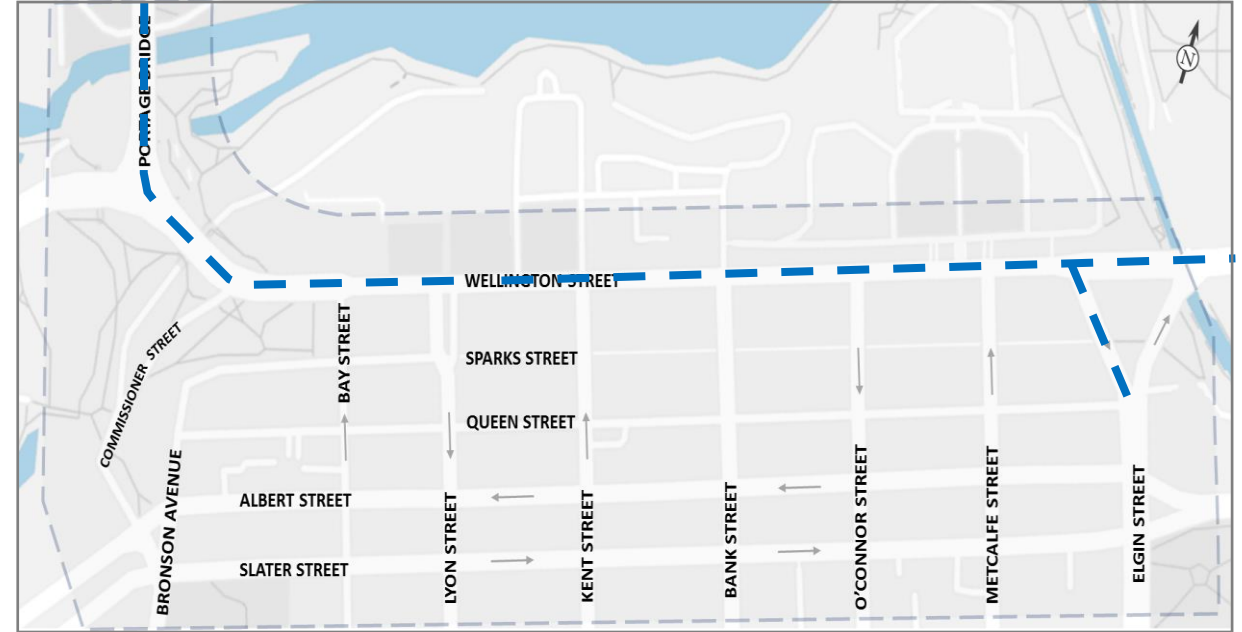 PORTAGE BRIDGE
N
WELLINGTON STREET
COMMISSIONER STREET
BAY STREET
SPARKS STREET
QUEEN STREET
BRONSON AVENUE
ALBERT STREET
LYON STREET
KENT STREET
BANK STREET
O'CONNOR STREET
METCALFE STREET
ELGIN STREET
SLATER STREET